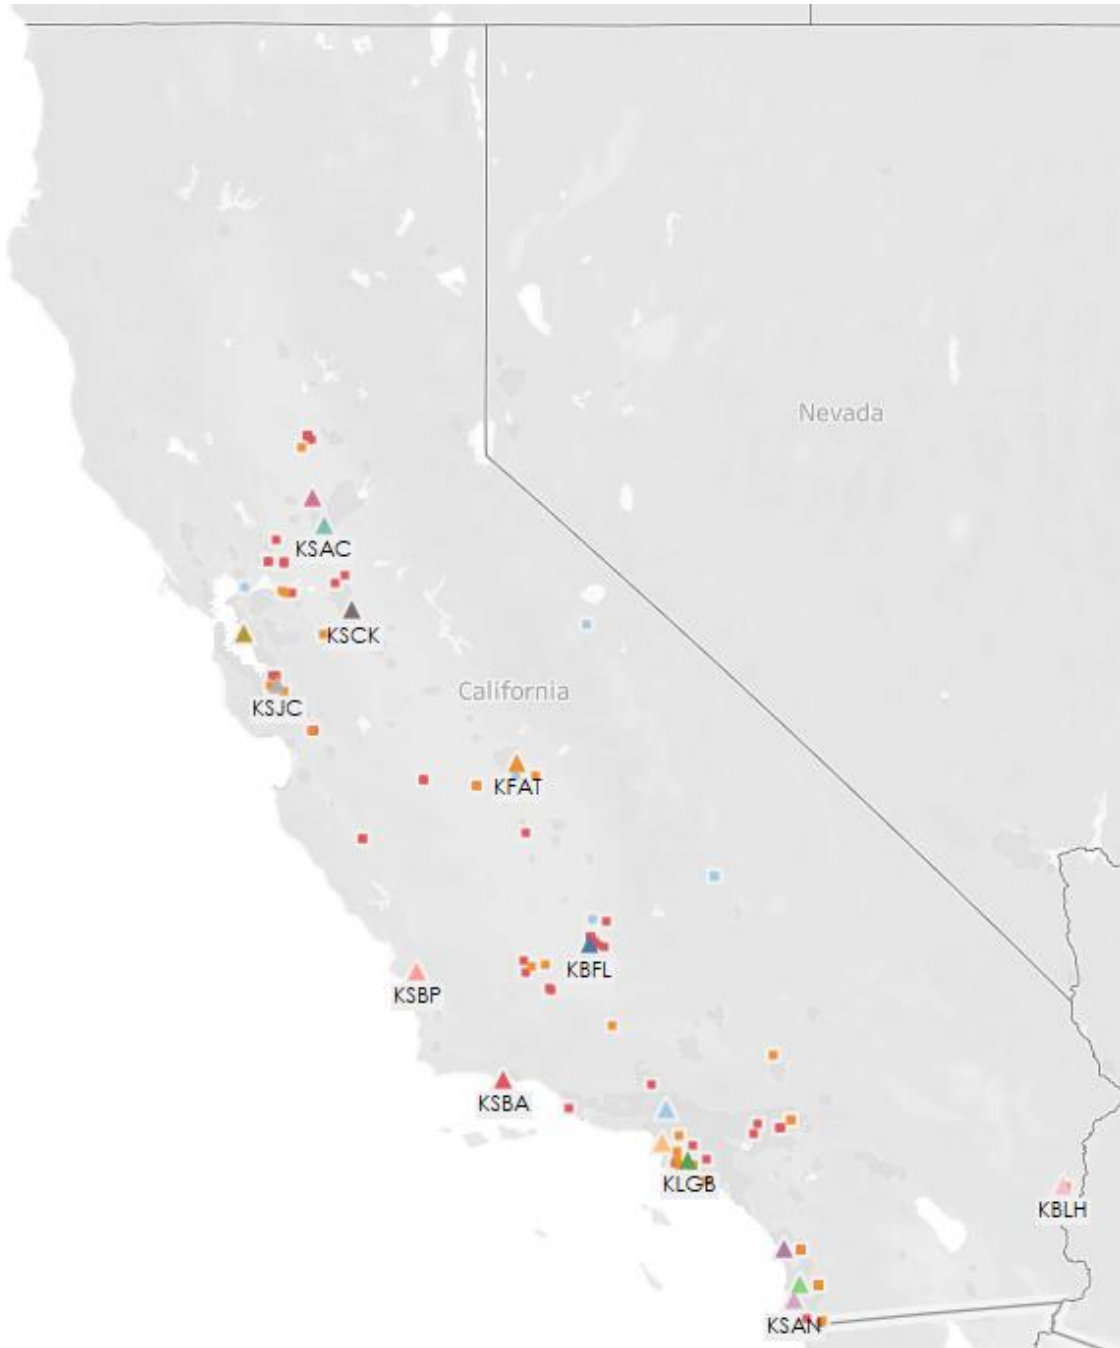 Nevada
KSAC
KSCK
California
KSJC
KFAT
KBFL
KSBP
KSBA
KLGB
KBLH
KSAN